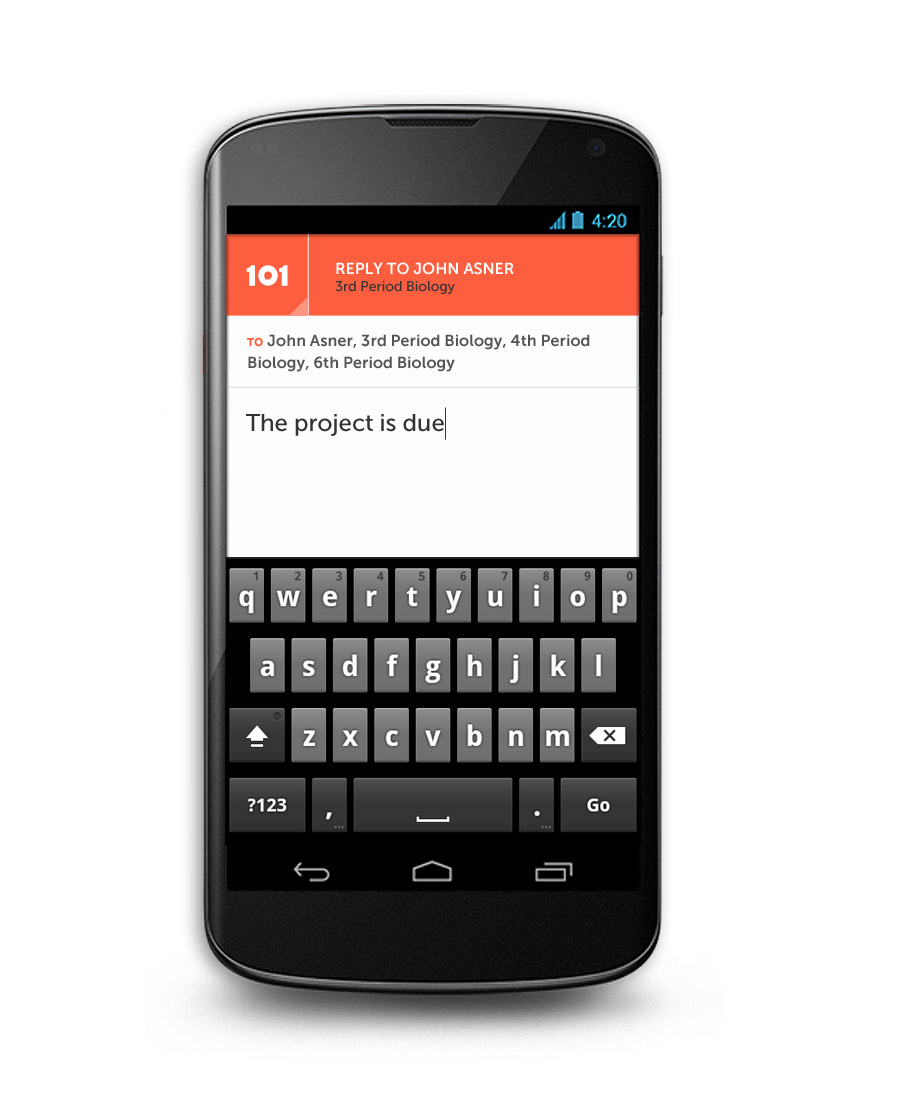 4:20
101
REPLY TO JOHN ASNER
3rd Period Biology
TO John Asner, 3rd Period Biology, 4th Period
Biology, 6th Period Biology
The project is due
1 2 3 4 5 6 7 8 9 0
q w e r t y u i o p
a s d f g h j k l
z x c v b n m
?123 , . Go